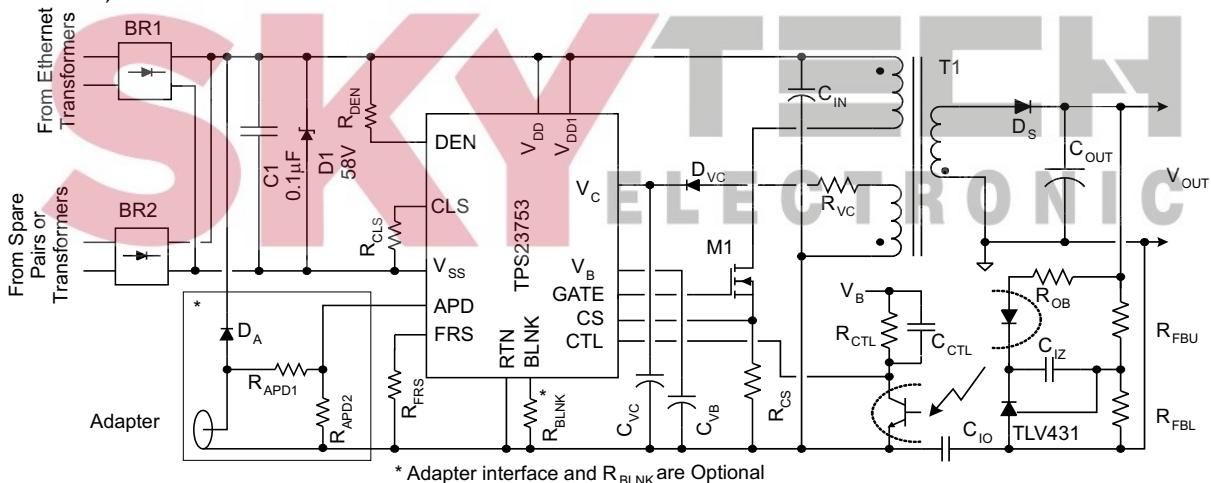 BR1
From Ethernet
Transformers
BR2
From Spare
Pairs or
Transformers
C1
0.1μF
D1
58V
R_DEN
R_CLS
DEN
CLS
V_SS
APD
FRS
TPS23753
V_DD
V_DD1
RTN
BLNK
V_C
V_B
GATE
CS
CTL
*
D_A
R_APD1
R_APD2
Adapter
R_FRS
*
R_BLNK
C_VC
C_VB
R_CS
D_VC
R_VC
M1
C_IN
T1
D_S
C_OUT
V_OUT
V_B
R_CTL
C_CTL
R_OB
C_IZ
R_FBU
R_FBL
TLV431
C_IO
* Adapter interface and R_BLNK are Optional
SKYTECH
ELECTRONIC